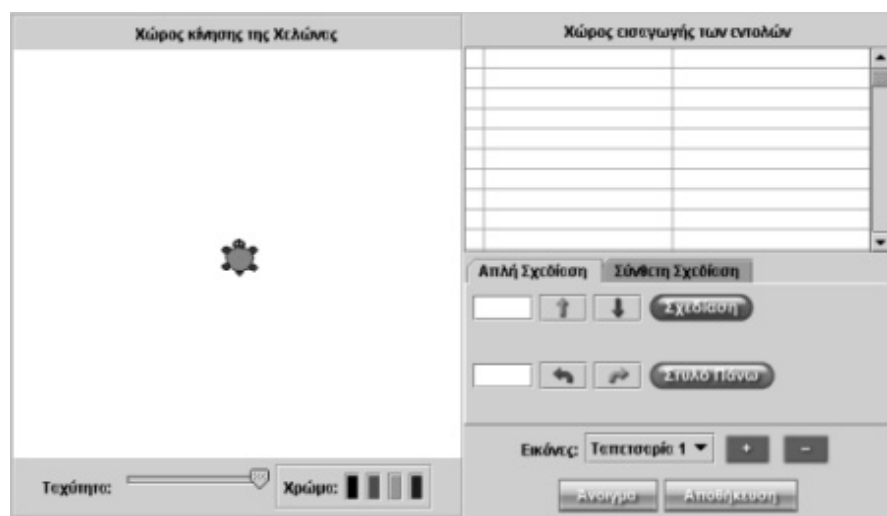 Χώρος κίνησης της Χελώνας
Χώρος εισαγωγής των εντολών
Απλή Σχεδίαση Σύνθετη Σχεδίαση
Σχεδίαση
Στυλό Πάνω
Εικόνες: Ταπετσαρία 1 + -
Ταχύτητα: Χρώμα:
Άνοιγμα Αποθήκευση